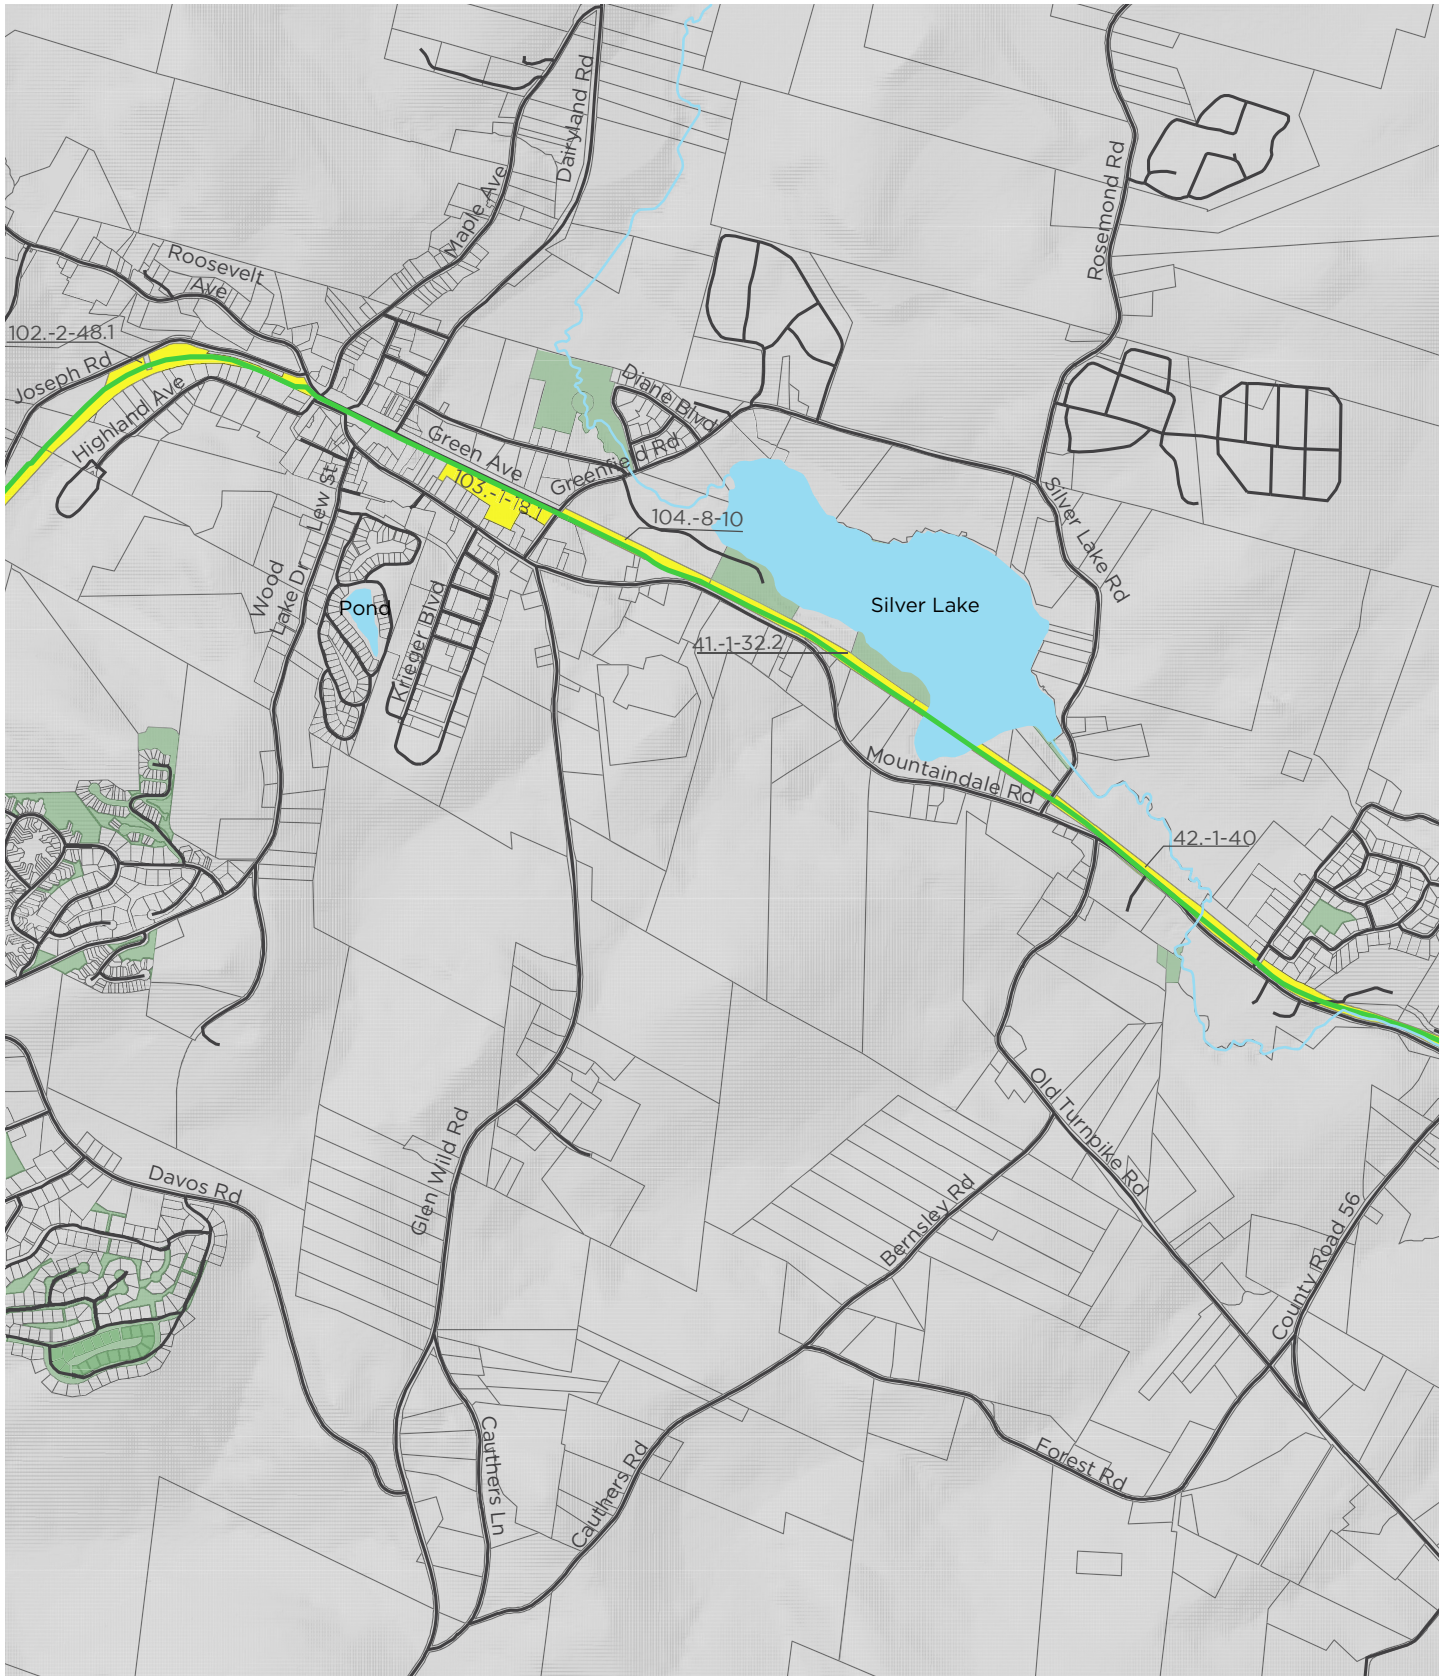 Dairyland Rd
Maple Ave
Rosemond Rd
Roosevelt
Ave
102.-2-48.1
Joseph Rd
Highland Ave
Diane Blvd
Green Ave
Greenfield Rd
103.-1-18.1
Lew St
Silver Lake Rd
104.-8-10
Wood
Lake Dr
Pond
Krieger Blvd
Silver Lake
41.-1-32.2
Mountaindale Rd
42.-1-40
Old Turnpike Rd
Glen Wild Rd
Davos Rd
Bernsley Rd
County Road 56
Cauthers Ln
Cauthers Rd
Forest Rd